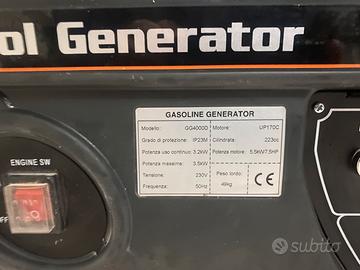 ol Generator
GASOLINE GENERATOR
Modello: GG4000D Motore: UP170C
Grado di protezione: IP23M Cilindrata: 223cc
Potenza uso continuo: 3.2kW Potenza motore: 5.5kW/7.5HP
Potenza massima: 3.5kW
Tensione: 230V
Frequenza: 50Hz
Peso lordo:
49kg
CE
ENGINE SW
OFF
subito